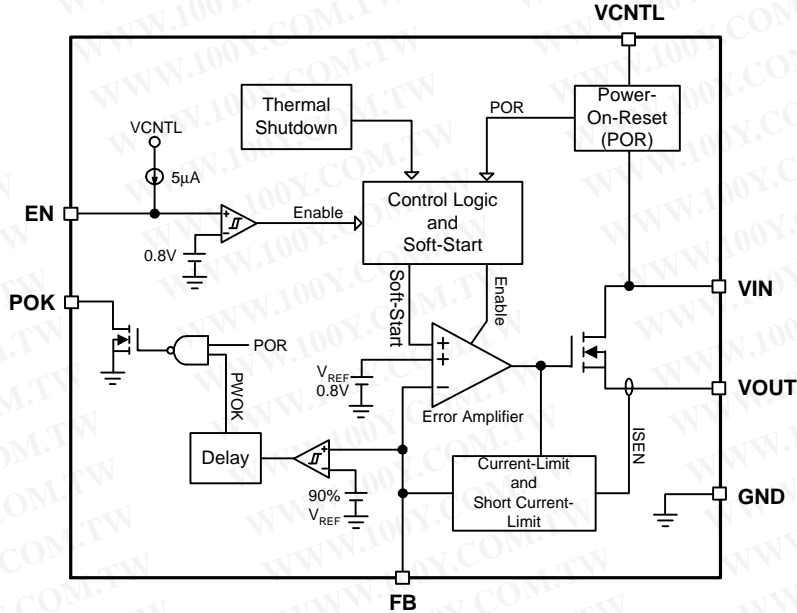 VCNTL
Thermal
Shutdown
POR
Power-
On-Reset
(POR)
VCNTL
5µA
EN
Enable
Control Logic
and
Soft-Start
0.8V
Soft-Start
Enable
VIN
POK
POR
PWOK
VREF
0.8V
+
+
−
Error Amplifier
VOUT
ISEN
Delay
+
−
90%
VREF
Current-Limit
and
Short Current-
Limit
GND
FB
WWW.100Y.COM.TW